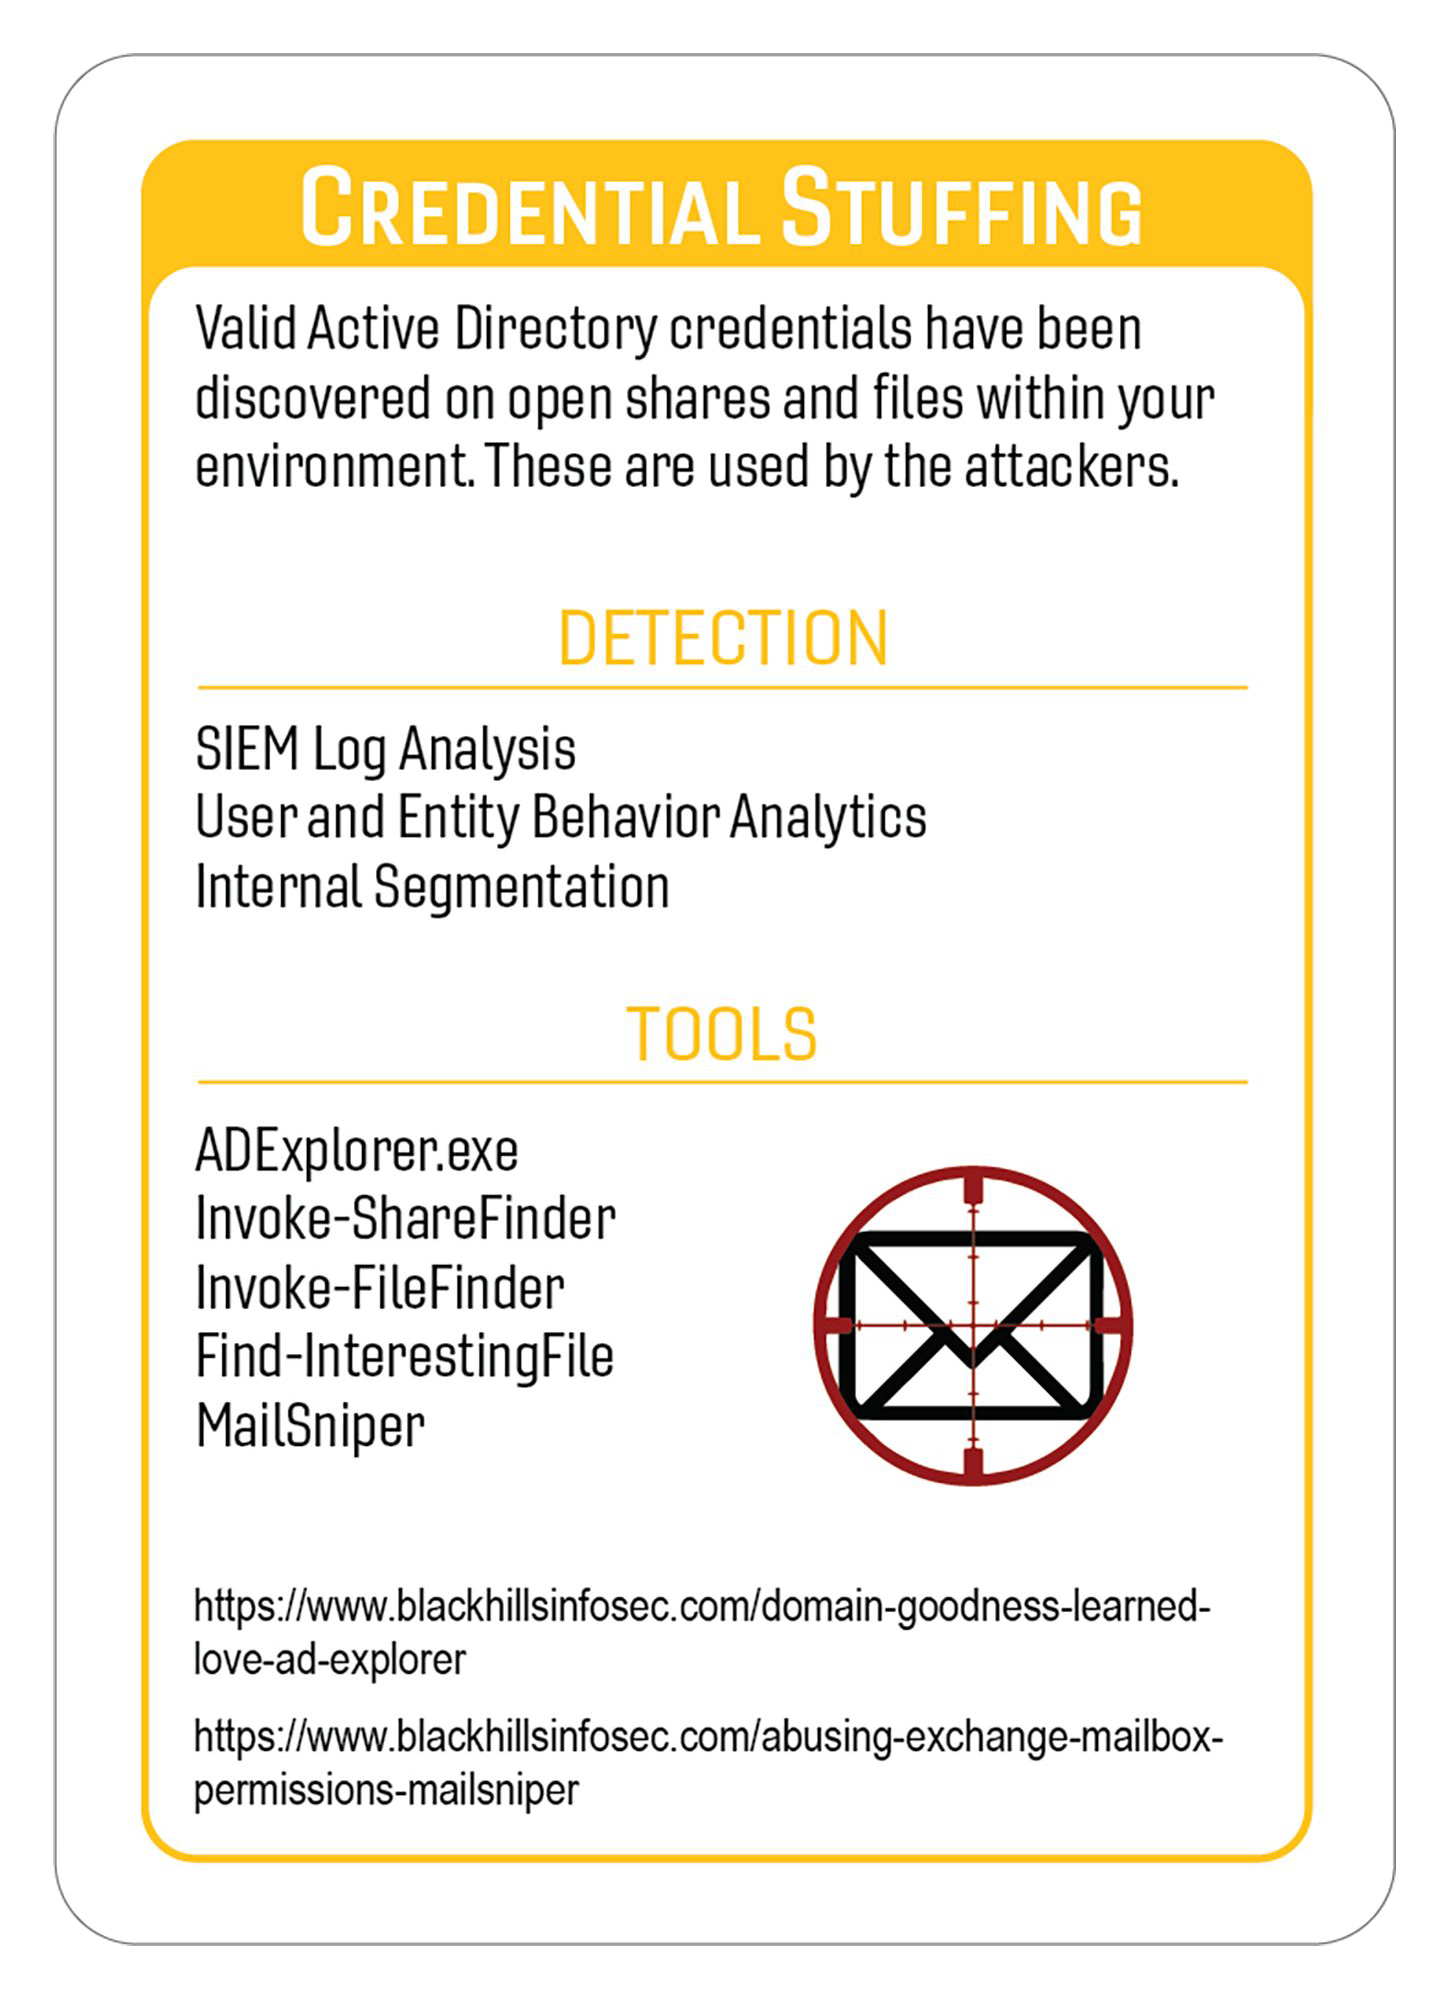 CREDENTIAL STUFFING
Valid Active Directory credentials have been
discovered on open shares and files within your
environment. These are used by the attackers.
DETECTION
SIEM Log Analysis
User and Entity Behavior Analytics
Internal Segmentation
TOOLS
ADExplorer.exe
Invoke-ShareFinder
Invoke-FileFinder
Find-InterestingFile
MailSniper
https://www.blackhillsinfosec.com/domain-goodness-learned-
love-ad-explorer
https://www.blackhillsinfosec.com/abusing-exchange-mailbox-
permissions-mailsniper